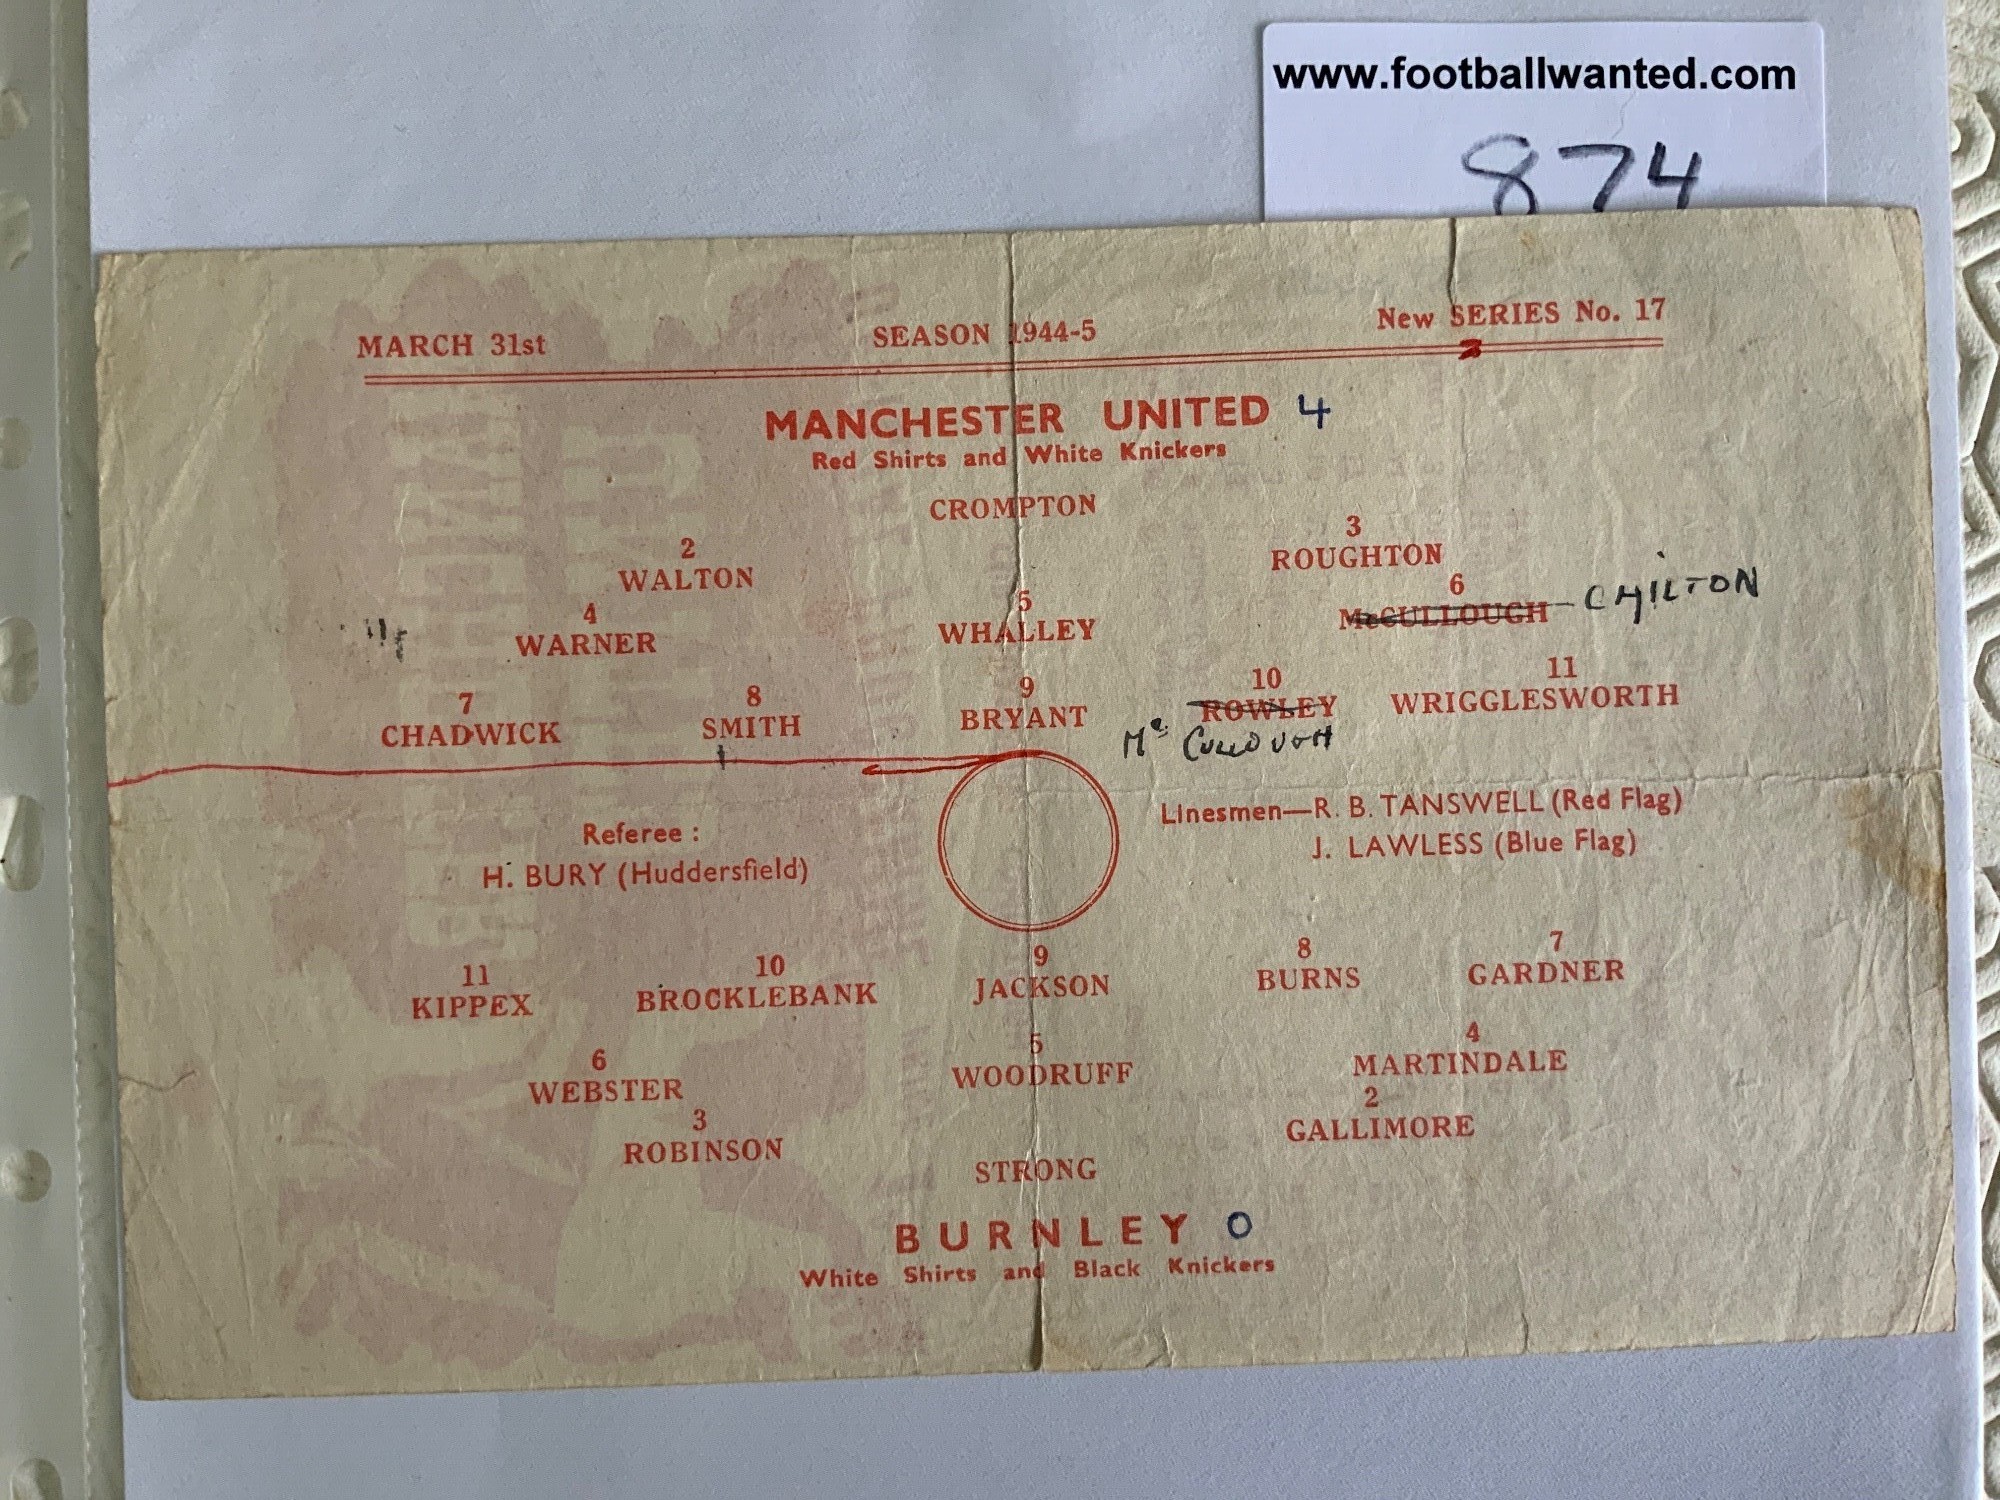 www.footballwanted.com
874
MARCH 31st SEASON 1944-5 New SERIES No. 17
MANCHESTER UNITED 4
Red Shirts and White Knickers
CROMPTON
2 3
WALTON ROUGHTON
4 5 6
WARNER WHALLEY McCULLOUGH - CHILTON
7 8 9 10 11
CHADWICK SMITH BRYANT ROWLEY WRIGGLESWORTH
Mc CULLOUGH
Referee :
H. BURY (Huddersfield)
Linesmen—R. B. TANSWELL (Red Flag)
J. LAWLESS (Blue Flag)
11 10 9 8 7
KIPPEX BROCKLEBANK JACKSON BURNS GARDNER
6 5 4
WEBSTER WOODRUFF MARTINDALE
3 2
ROBINSON GALLIMORE
STRONG
BURNLEY 0
White Shirts and Black Knickers